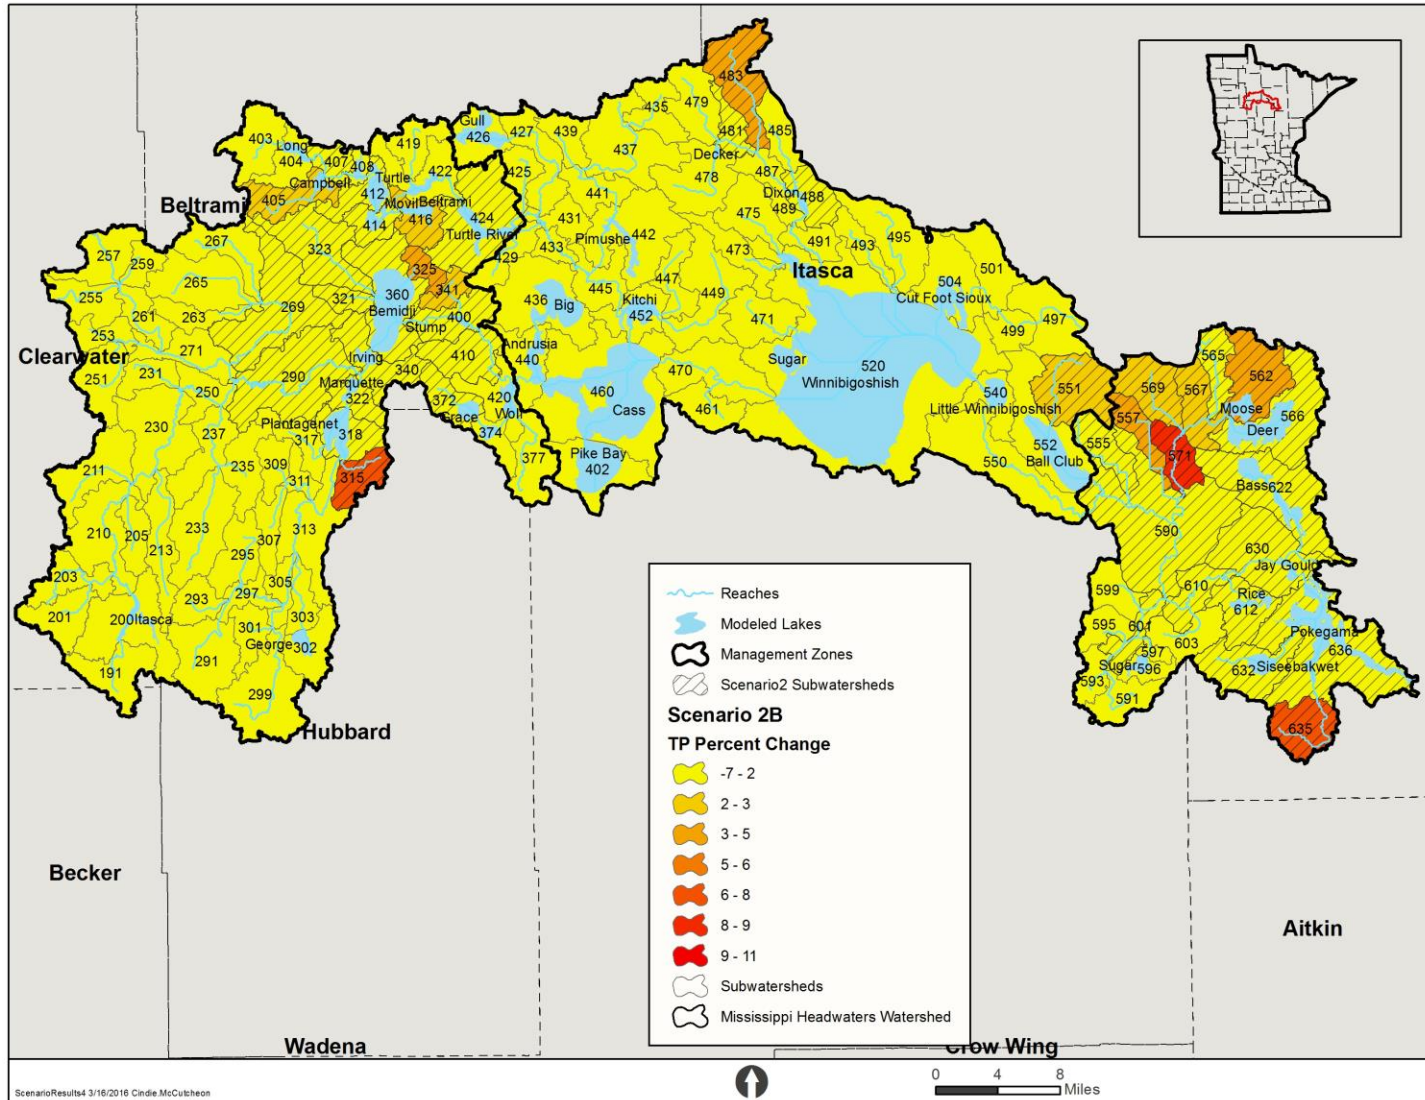 483
435
479
Gull
426
427
439
419
403
Long
404
407
408
Turtle
422
437
481
485
Decker
478
487
425
Campbell
405
412
Movil
Beltrami
416
414
424
Turtle River
441
Dixon
488
489
475
Beltrami
431
Pimushe
442
433
429
491
493
495
473
Itasca
501
267
257
259
323
265
255
325
341
445
447
449
436
Big
Kitchi
452
504
Cut Foot Sioux
497
499
471
321
360
Bemidji
Stump
400
269
261
263
253
Clearwater
271
251
231
Irving
410
Andrusia
440
Sugar
520
Winnibigoshish
470
290
340
Marquette
322
250
372
420
Grace
Wolf
374
460
Cass
461
540
Little Winnibigoshish
551
565
569
567
562
Moose
566
Deer
557
555
552
Ball Club
571
550
Bass
622
230
237
Plantagenet
317
318
377
Pike Bay
402
211
235
309
311
315
210
205
213
233
307
313
295
590
630
Jay Gould
203
201
200
Itasca
293
297
305
303
301
George
302
291
191
299
Hubbard
599
610
Rice
612
595
601
603
Pokegama
597
Sugar
596
593
591
632
Siseebakwet
636
635
Reaches
Modeled Lakes
Management Zones
Scenario2 Subwatersheds
Scenario 2B
TP Percent Change
-7 - 2
2 - 3
3 - 5
5 - 6
6 - 8
8 - 9
9 - 11
Subwatersheds
Mississippi Headwaters Watershed
Becker
Aitkin
Wadena
Crow Wing
ScenarioResults4 3/16/2016 Cindie.McCutcheon
0 4 8
Miles